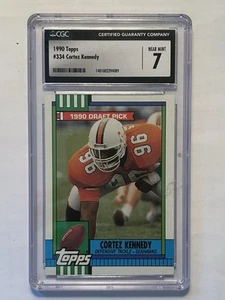 CGC
CERTIFIED GUARANTY COMPANY
1990 Topps
#334 Cortez Kennedy
NEAR MINT
7
1990 DRAFT PICK
96
96
Topps
CORTEZ KENNEDY
DEFENSIVE TACKLE - SEAHAWKS